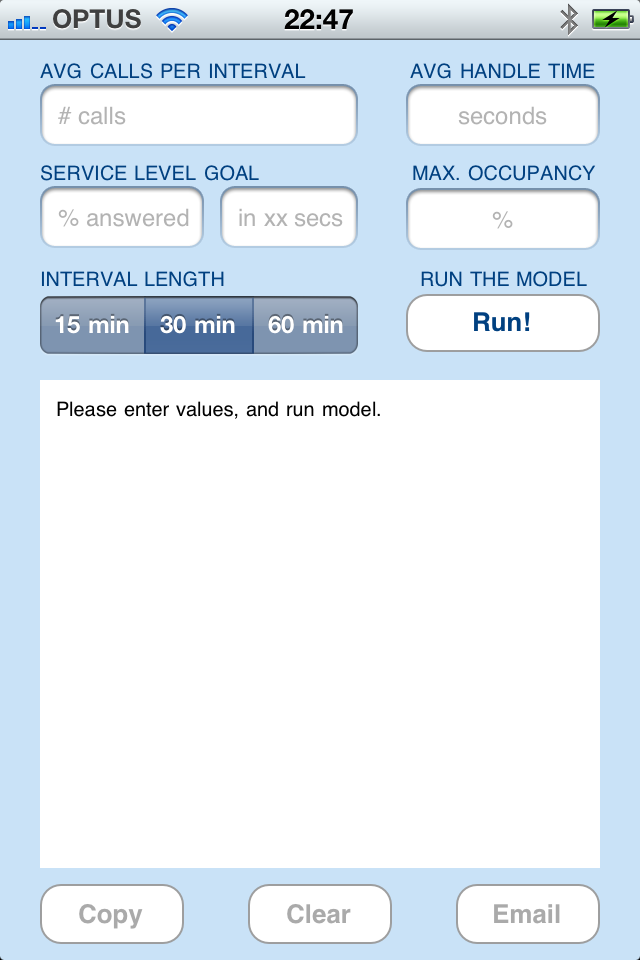 OPTUS 22:47
AVG CALLS PER INTERVAL AVG HANDLE TIME
# calls seconds
SERVICE LEVEL GOAL MAX. OCCUPANCY
% answered in xx secs %
INTERVAL LENGTH RUN THE MODEL
15 min 30 min 60 min Run!
Please enter values, and run model.
Copy Clear Email